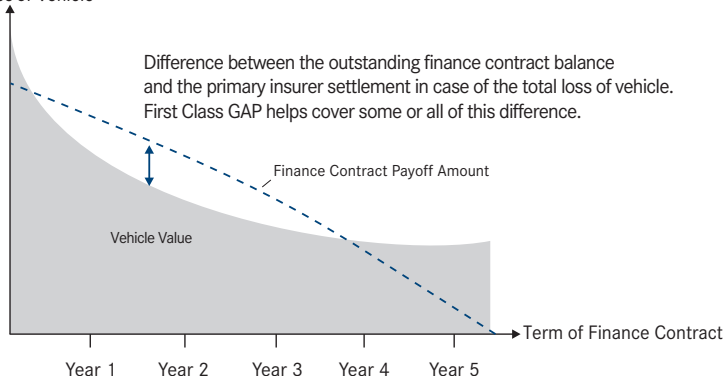 Difference between the outstanding finance contract balance
and the primary insurer settlement in case of the total loss of vehicle.
First Class GAP helps cover some or all of this difference.
Finance Contract Payoff Amount
Vehicle Value
Term of Finance Contract
Year 1 Year 2 Year 3 Year 4 Year 5